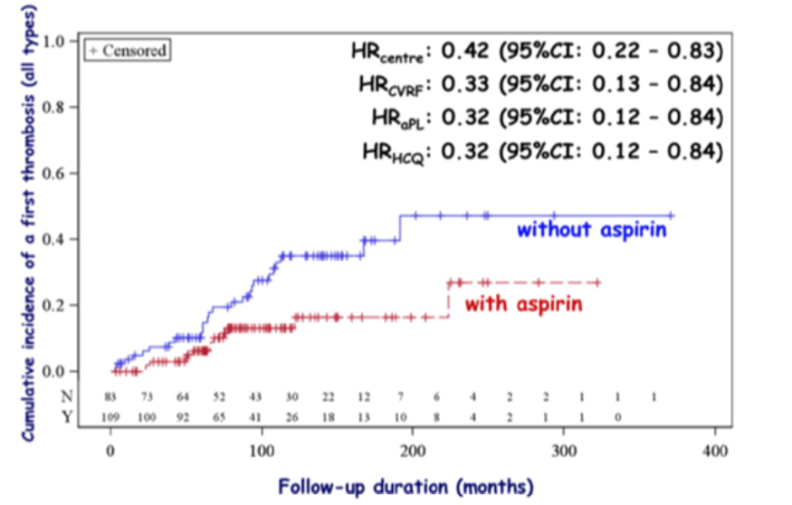 Cumulative incidence of a first thrombosis (all types)
+ Censored
HRcentre: 0.42 (95%CI: 0.22 - 0.83)
HRCVRF: 0.33 (95%CI: 0.13 - 0.84)
HRaPL: 0.32 (95%CI: 0.12 - 0.84)
HRHCQ: 0.32 (95%CI: 0.12 - 0.84)
1.0
0.8
0.6
0.4
0.2
0.0
without aspirin
with aspirin
N 83 73 64 52 43 30 22 12 7 6 4 2 2 1 1 1
Y 109 100 92 65 41 26 18 13 10 8 4 2 1 1 0
0 100 200 300 400
Follow-up duration (months)